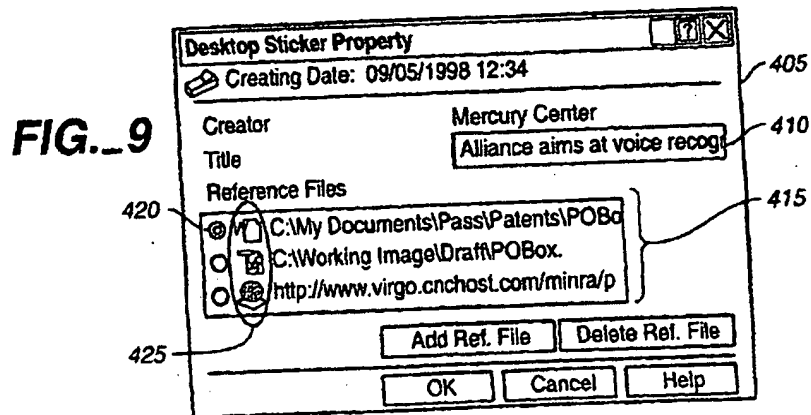 FIG._9
Desktop Sticker Property ?
Creating Date: 09/05/1998 12:34
405
Creator Mercury Center
410
Title Alliance aims at voice recog
Reference Files
415
420
C:\My Documents\Pass\Patents\POBo
C:\Working Image\Draft\POBox.
http://www.virgo.cnchost.com/minra/p
425
Add Ref. File Delete Ref. File
OK Cancel Help